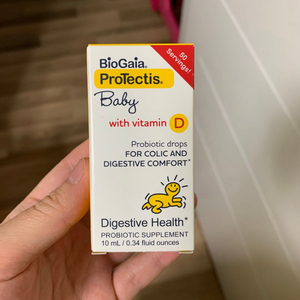 50
Servings!
BioGaia®
ProTectis®
Baby
with vitamin D
Probiotic drops
FOR COLIC AND
DIGESTIVE COMFORT*
Digestive Health*
PROBIOTIC SUPPLEMENT
10 mL / 0.34 fluid ounces